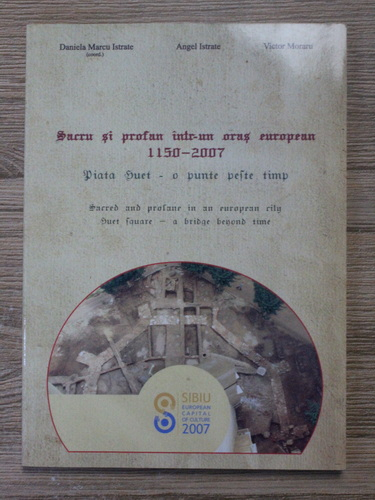 Daniela Marcu Istrate Angel Istrate Victor Moraru
(coord.)
Sacru și profan într-un oraș european
1150-2007
Piata Huet - o punte peste timp
Sacred and profane in an european city
Huet square - a bridge beyond time
SIBIU
EUROPEAN
CAPITAL
OF CULTURE
2007